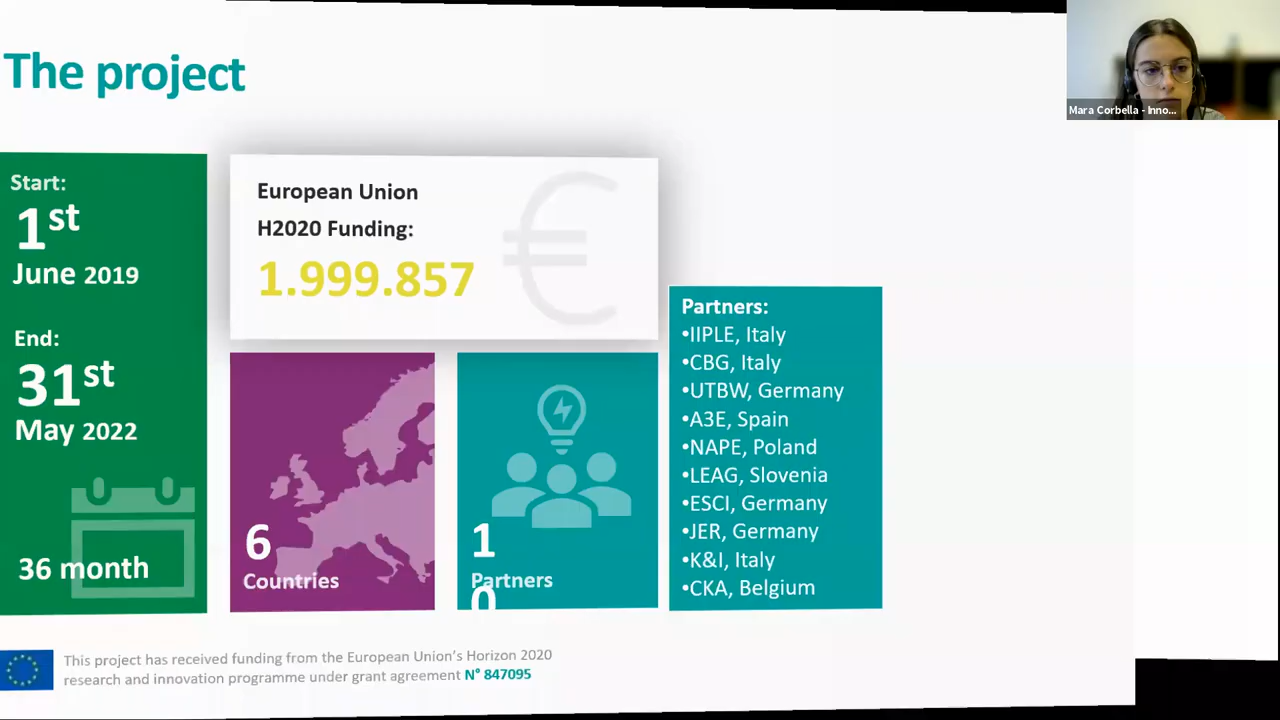 The project
Mara Corbella - Inno...
Start:
1st
June 2019
End:
31st
May 2022
36 month
European Union
H2020 Funding:
1.999.857
€
6
Countries
1
Partners
0
Partners:
•IIPLE, Italy
•CBG, Italy
•UTBW, Germany
•A3E, Spain
•NAPE, Poland
•LEAG, Slovenia
•ESCI, Germany
•JER, Germany
•K&I, Italy
•CKA, Belgium
This project has received funding from the European Union's Horizon 2020
research and innovation programme under grant agreement N° 847095